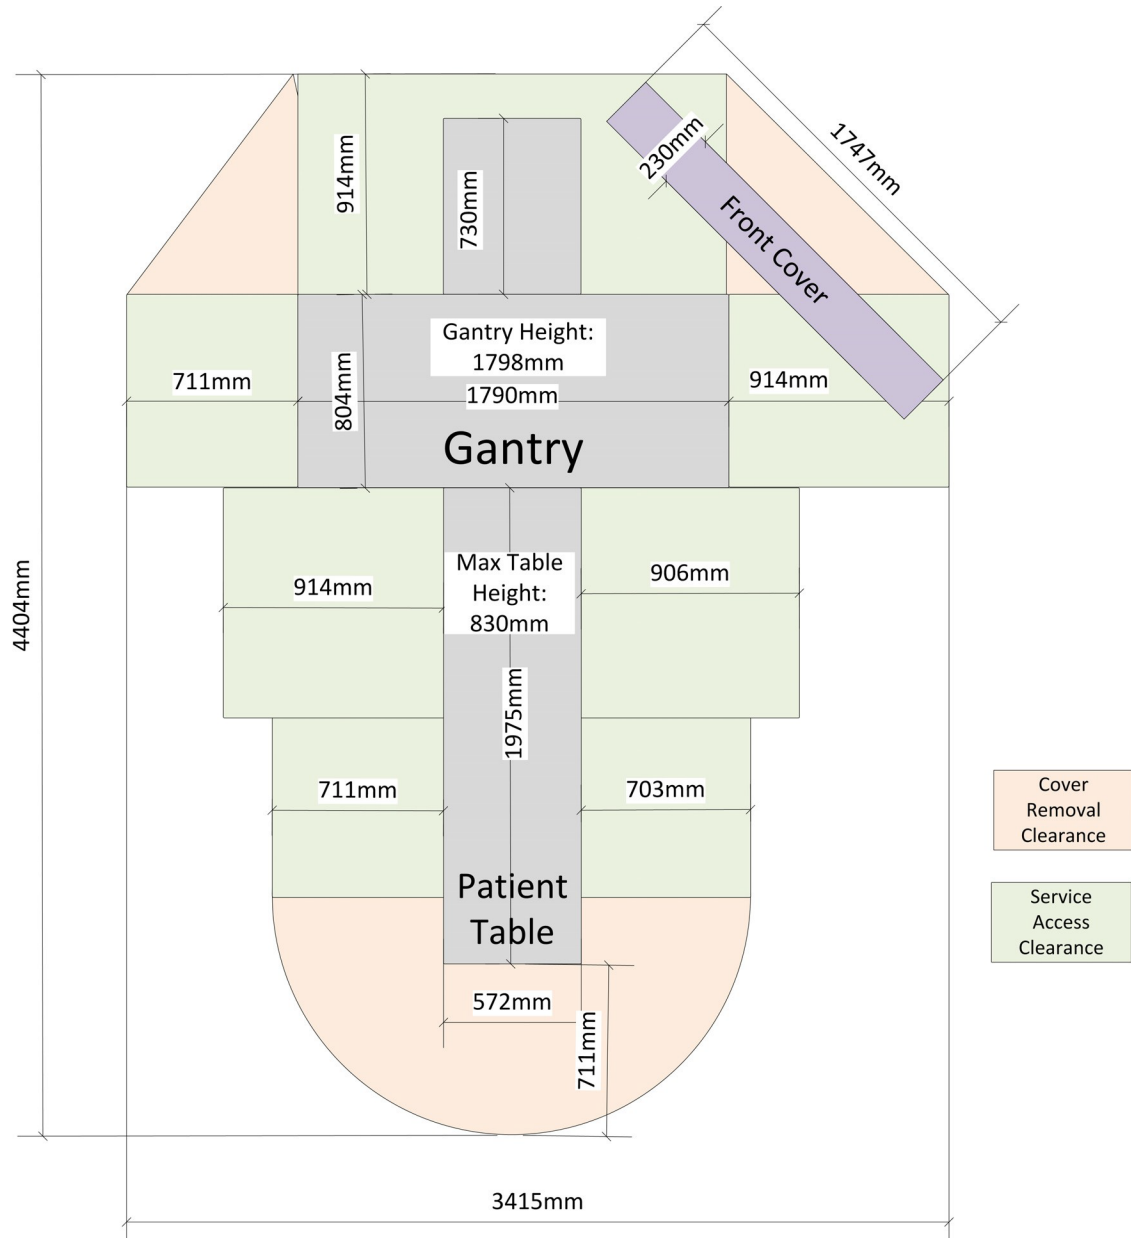 1747mm
230mm
914mm
730mm
Front Cover
Gantry Height:
1798mm
711mm
804mm
1790mm
914mm
Gantry
4404mm
914mm
Max Table
Height:
830mm
906mm
1975mm
711mm
703mm
Cover
Removal
Clearance
Patient
Table
Service
Access
Clearance
572mm
711mm
3415mm